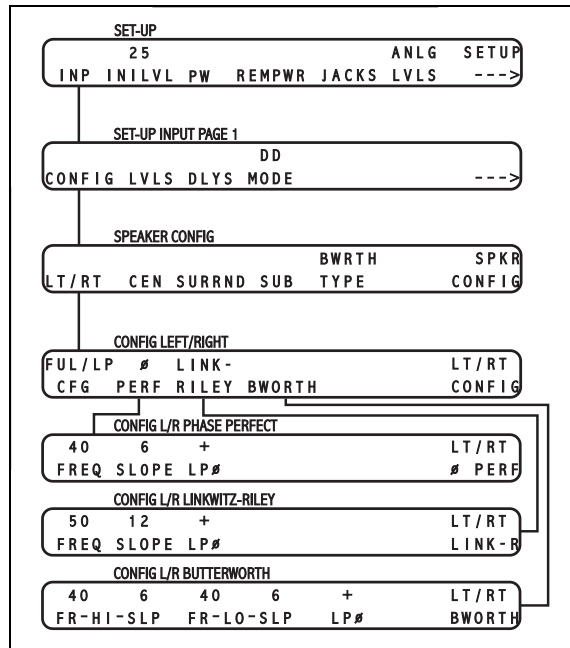 SET-UP
25 ANLG SETUP
INP INILVL PW REMPWR JACKS LVLS --->
SET-UP INPUT PAGE 1
DD
CONFIG LVLS DLYS MODE --->
SPEAKER CONFIG
BWRTH SPKR
LT/RT CEN SURRND SUB TYPE CONFIG
CONFIG LEFT/RIGHT
FUL/LP ø LINK- LT/RT
CFG PERF RILEY BWORTH CONFIG
CONFIG L/R PHASE PERFECT
40 6 + LT/RT
FREQ SLOPE LPø ø PERF
CONFIG L/R LINKWITZ-RILEY
50 12 + LT/RT
FREQ SLOPE LPø LINK-R
CONFIG L/R BUTTERWORTH
40 6 40 6 + LT/RT
FR-HI-SLP FR-LO-SLP LPø BWORTH